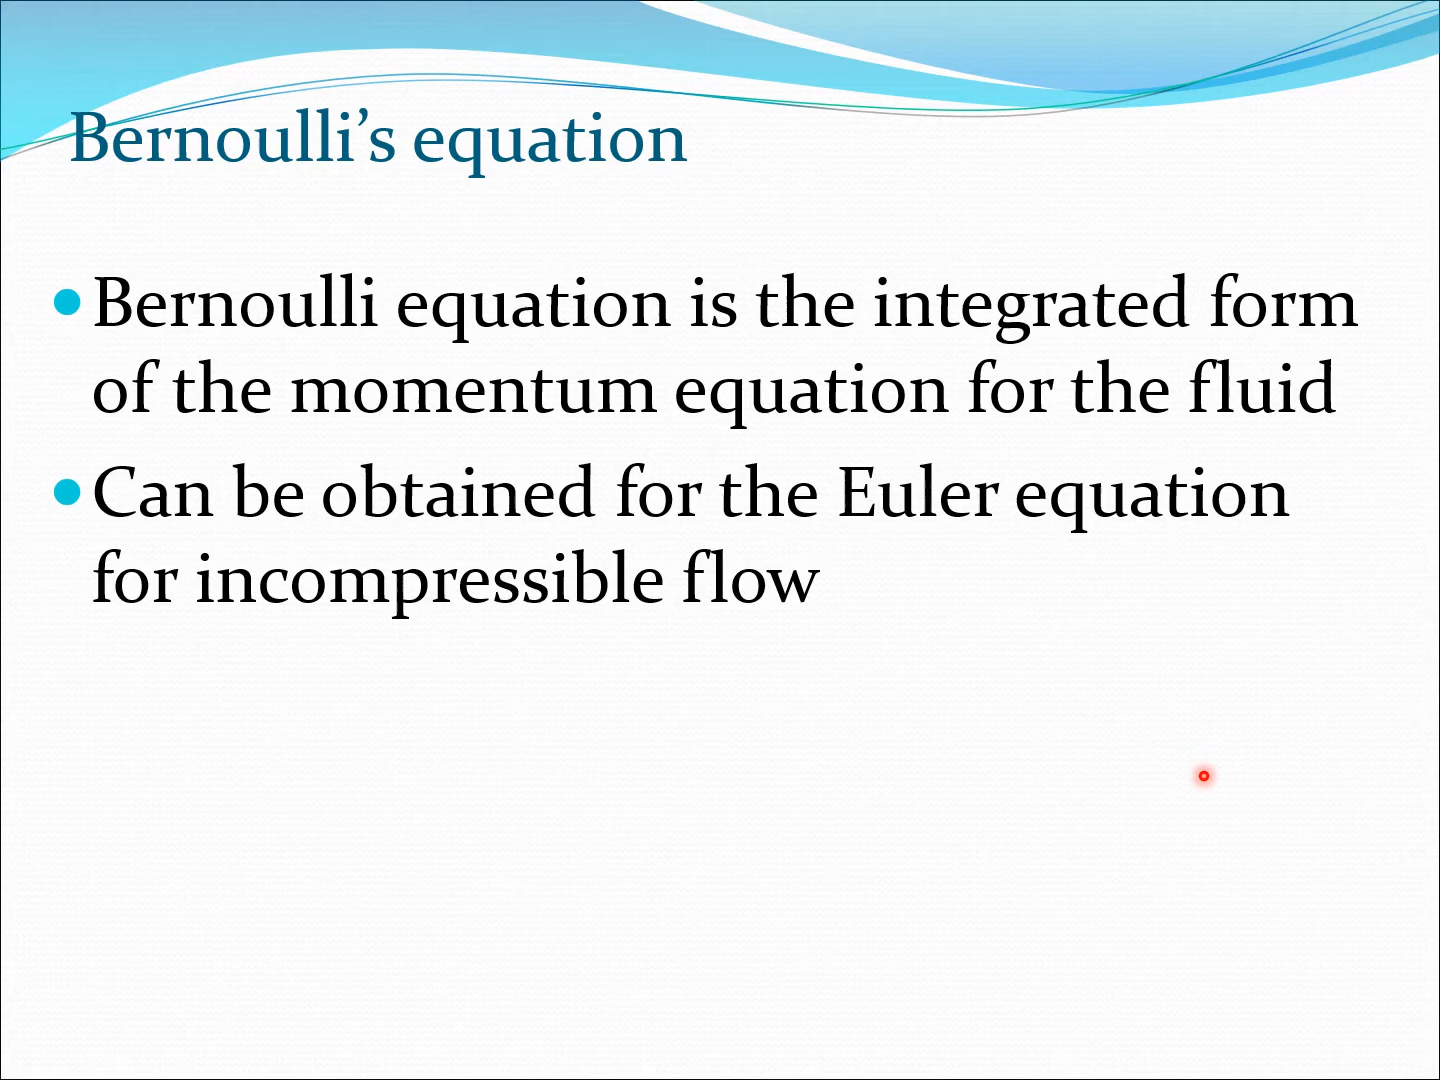 Bernoulli’s equation
• Bernoulli equation is the integrated form
of the momentum equation for the fluid
• Can be obtained for the Euler equation
for incompressible flow